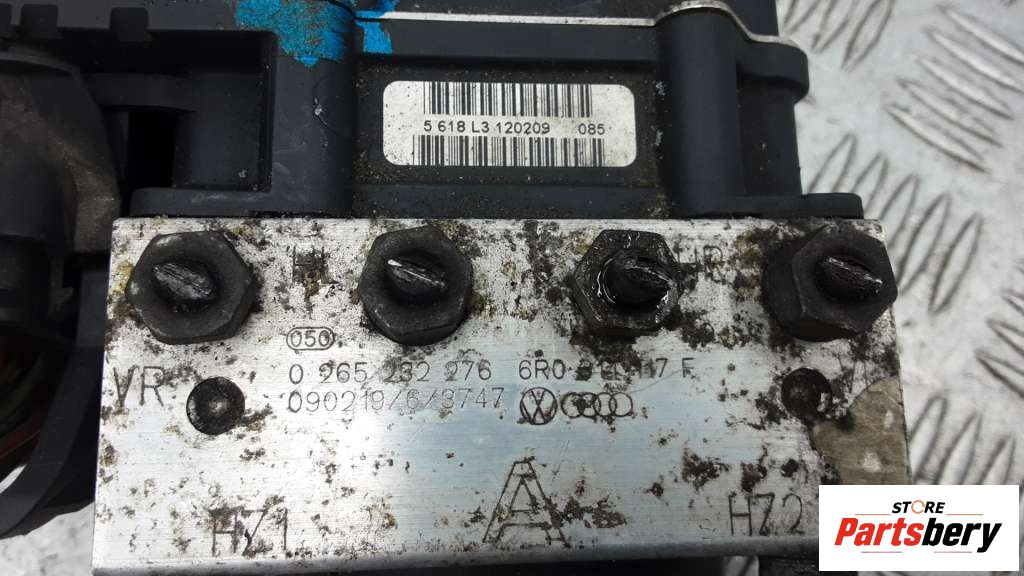 5 618 L3 120209 085
HR
050
0 265 232 276 6R0 F
VR
090219/6/8747
A
HZ1
HZ2
STORE
Partsbery